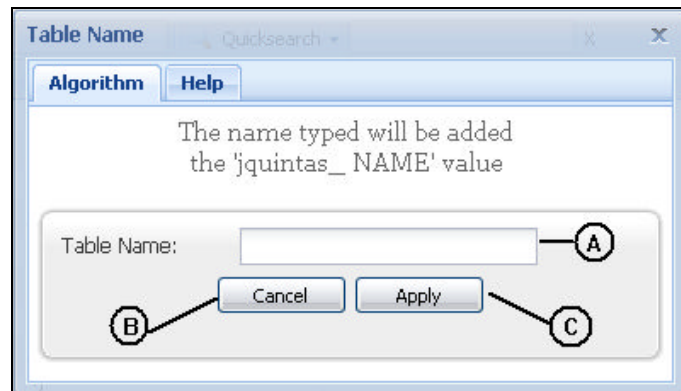 Table Name Quicksearch x x
Algorithm Help
The name typed will be added
the 'jquintas_ NAME' value
Table Name: A
Cancel Apply
B C